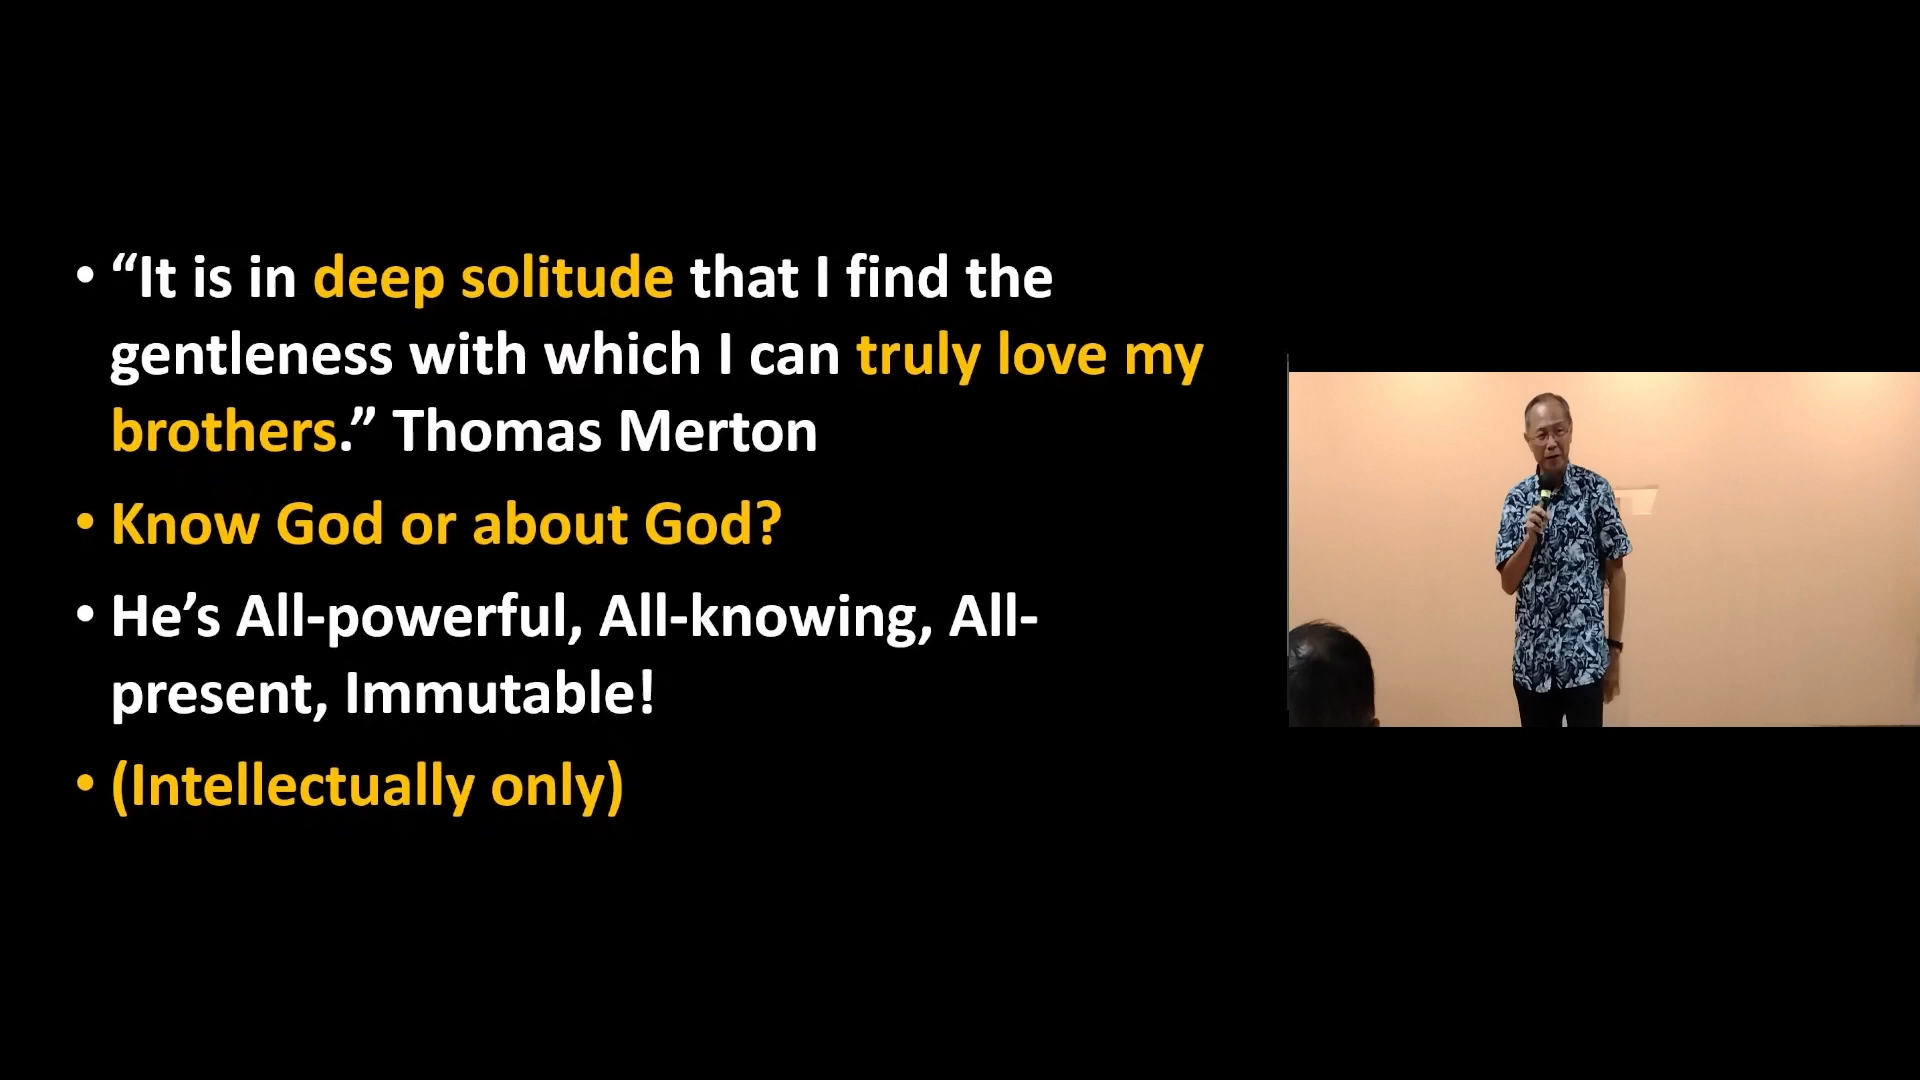 • “It is in deep solitude that I find the
gentleness with which I can truly love my
brothers.” Thomas Merton
• Know God or about God?
• He’s All-powerful, All-knowing, All-
present, Immutable!
• (Intellectually only)